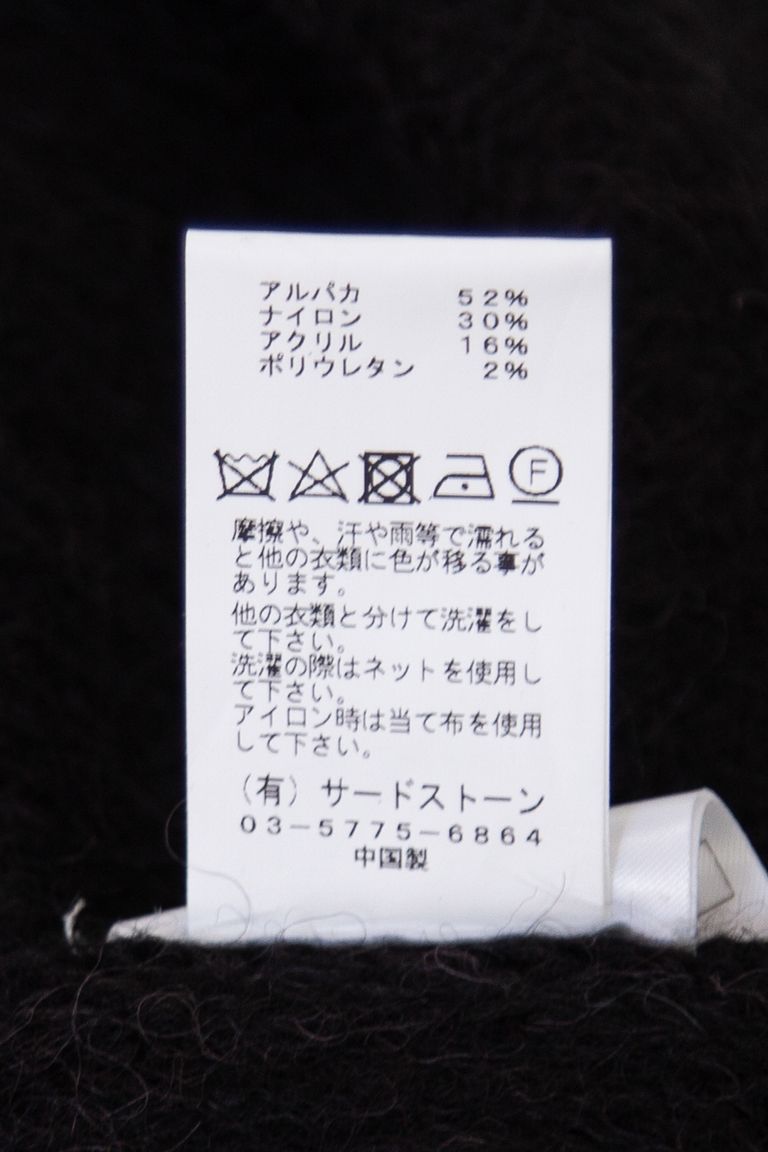 アルパカ 52%
ナイロン 30%
アクリル 16%
ポリウレタン 2%
F
摩擦や、汗や雨等で濡れる
と他の衣類に色が移る事が
あります。
他の衣類と分けて洗濯をし
て下さい。
洗濯の際はネットを使用し
て下さい。
アイロン時は当て布を使用
して下さい。
（有）サードストーン
03-5775-6864
中国製